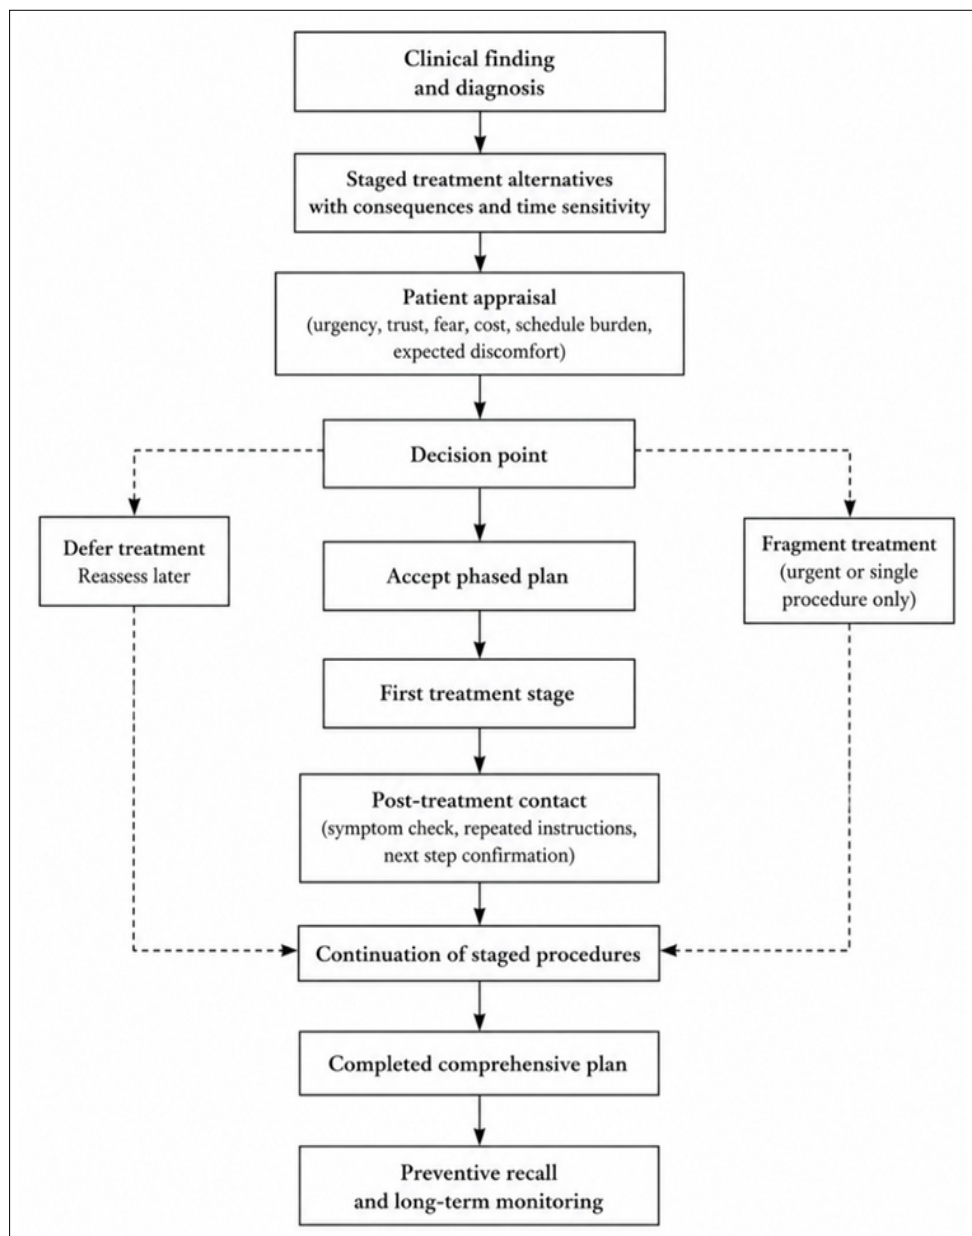 Clinical finding
and diagnosis
Staged treatment alternatives
with consequences and time sensitivity
Patient appraisal
(urgency, trust, fear, cost, schedule burden,
expected discomfort)
Decision point
Defer treatment
Reassess later
Accept phased plan
Fragment treatment
(urgent or single
procedure only)
First treatment stage
Post-treatment contact
(symptom check, repeated instructions,
next step confirmation)
Continuation of staged procedures
Completed comprehensive plan
Preventive recall
and long-term monitoring